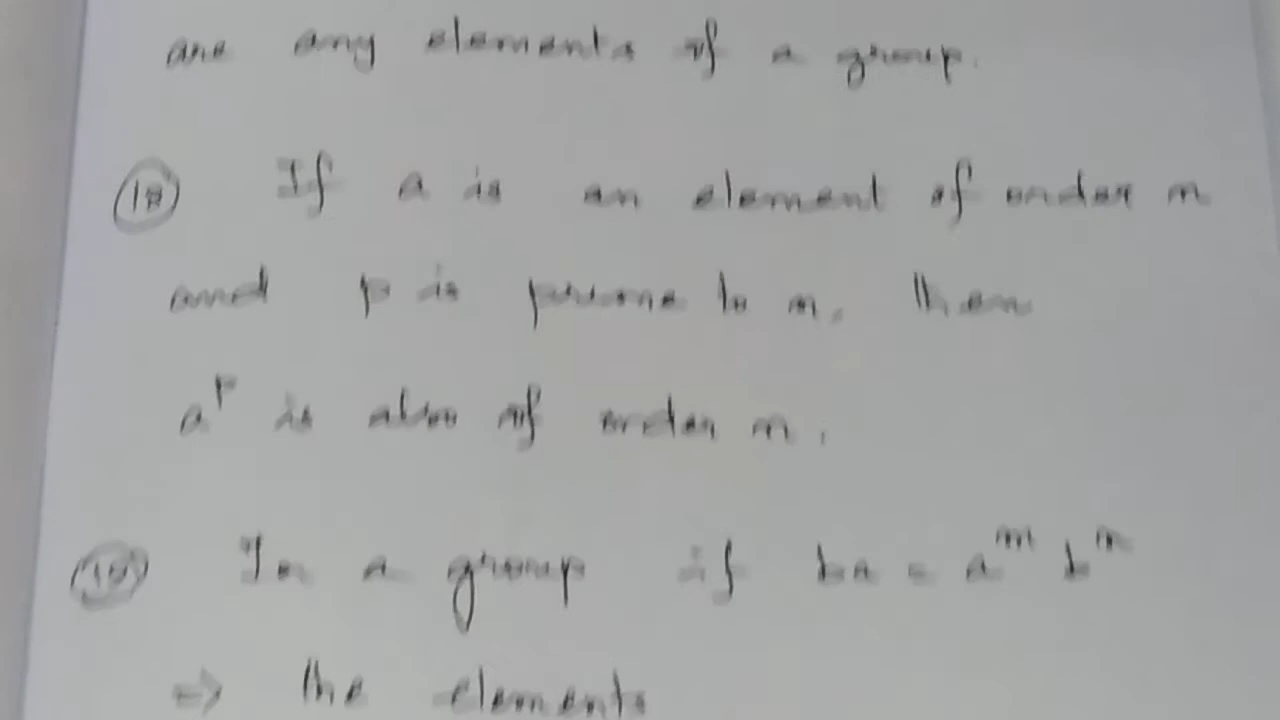 are any elements of a group.
(18) If a is an element of order n
and p is prime to n, then
a^p is also of order n.
In a group if ba = a^m b^n
=> the elements